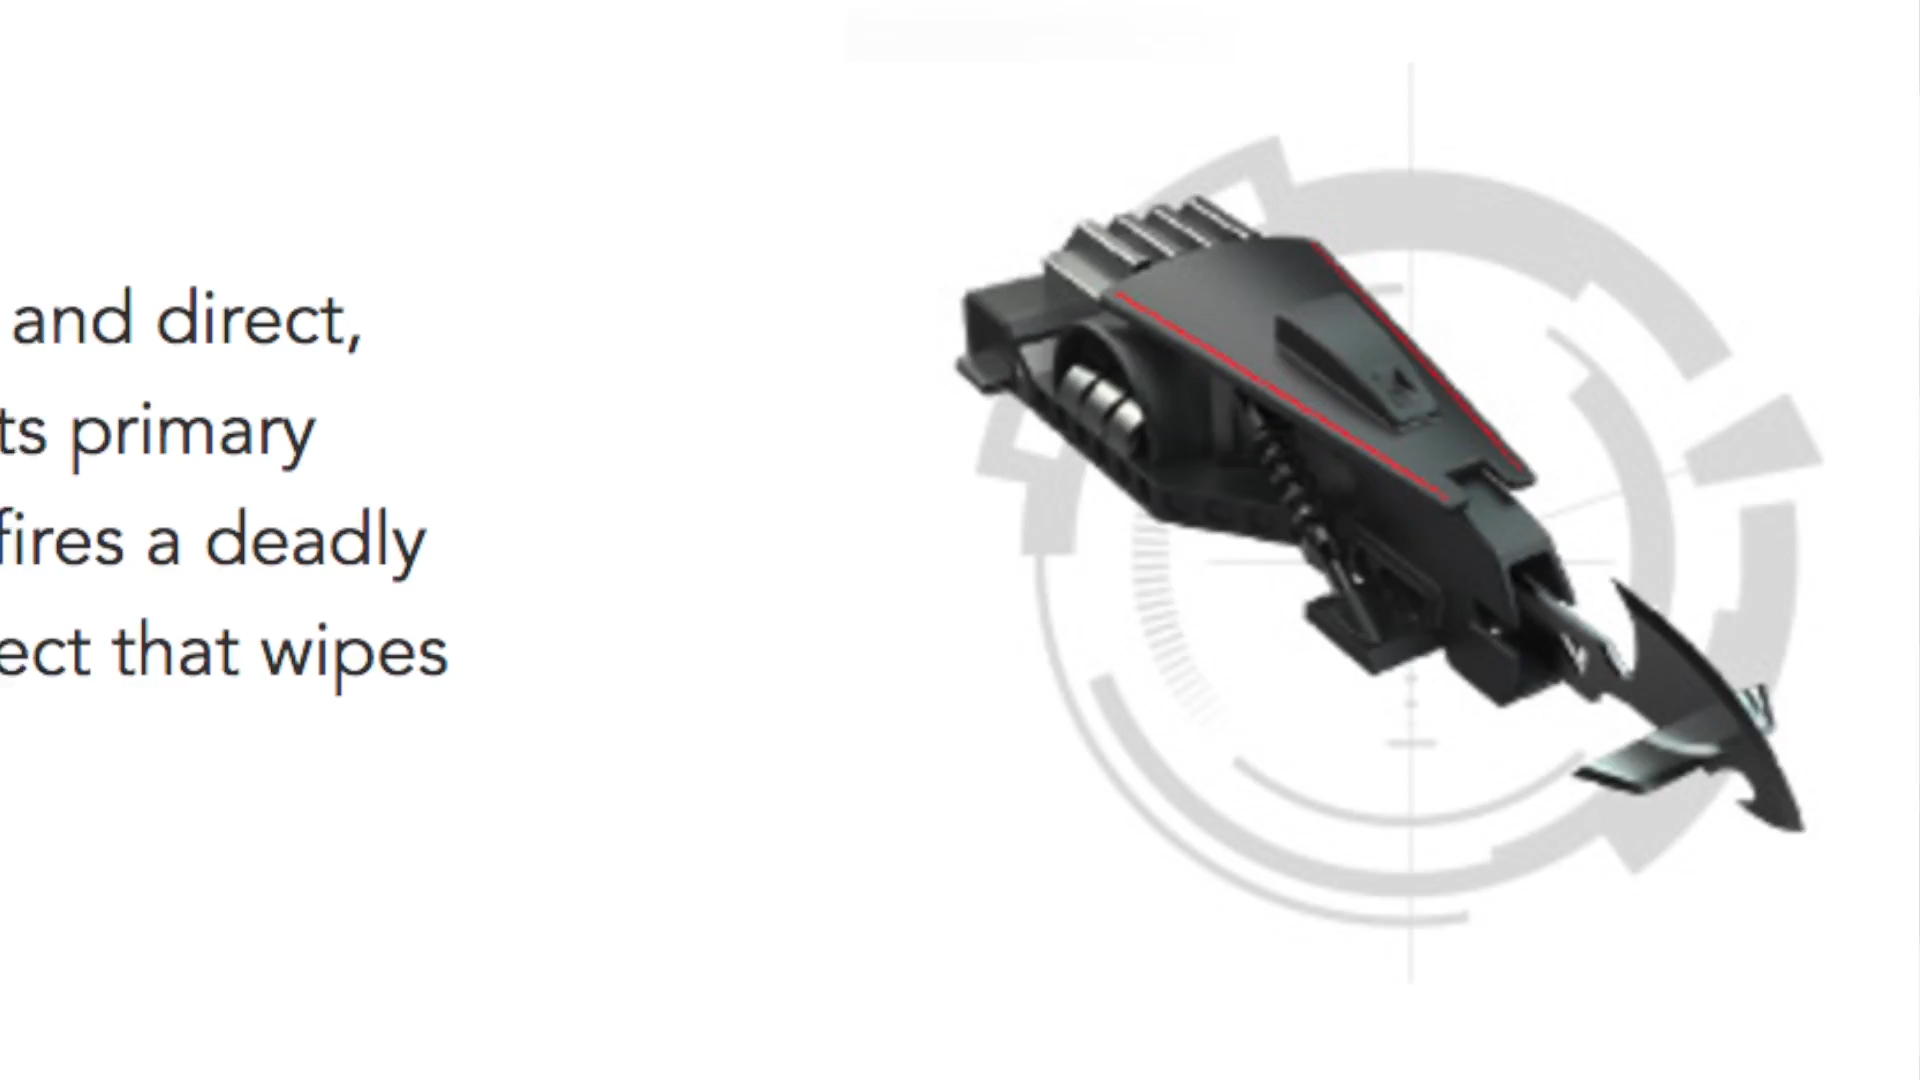 and direct,
ts primary
fires a deadly
ect that wipes